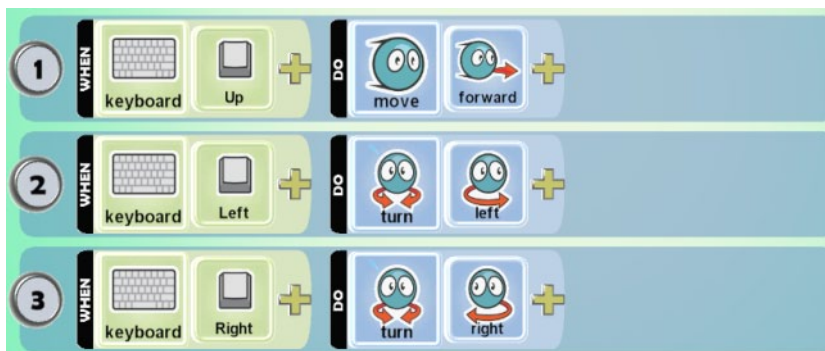 1 WHEN keyboard Up DO move forward
2 WHEN keyboard Left DO turn left
3 WHEN keyboard Right DO turn right